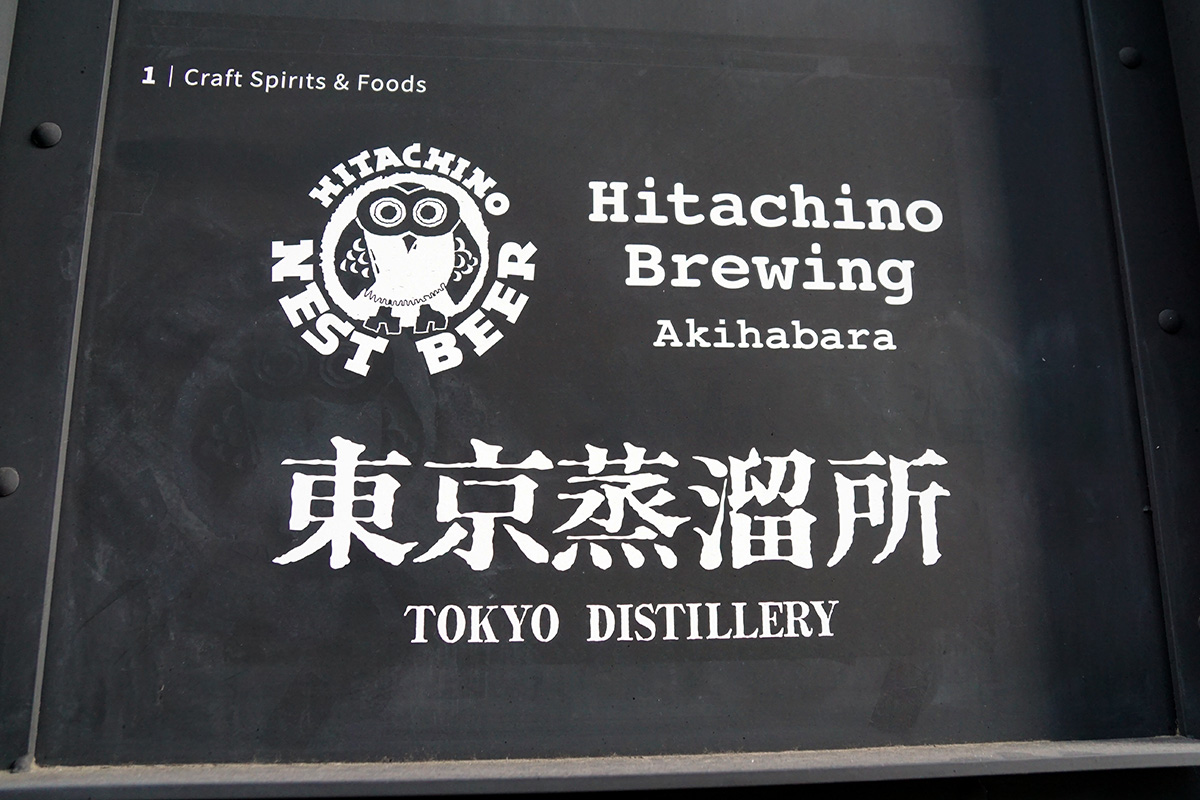 1 | Craft Spirits & Foods
HITACHINO
NEST BEER
Hitachino
Brewing
Akihabara
東京蒸溜所
TOKYO DISTILLERY